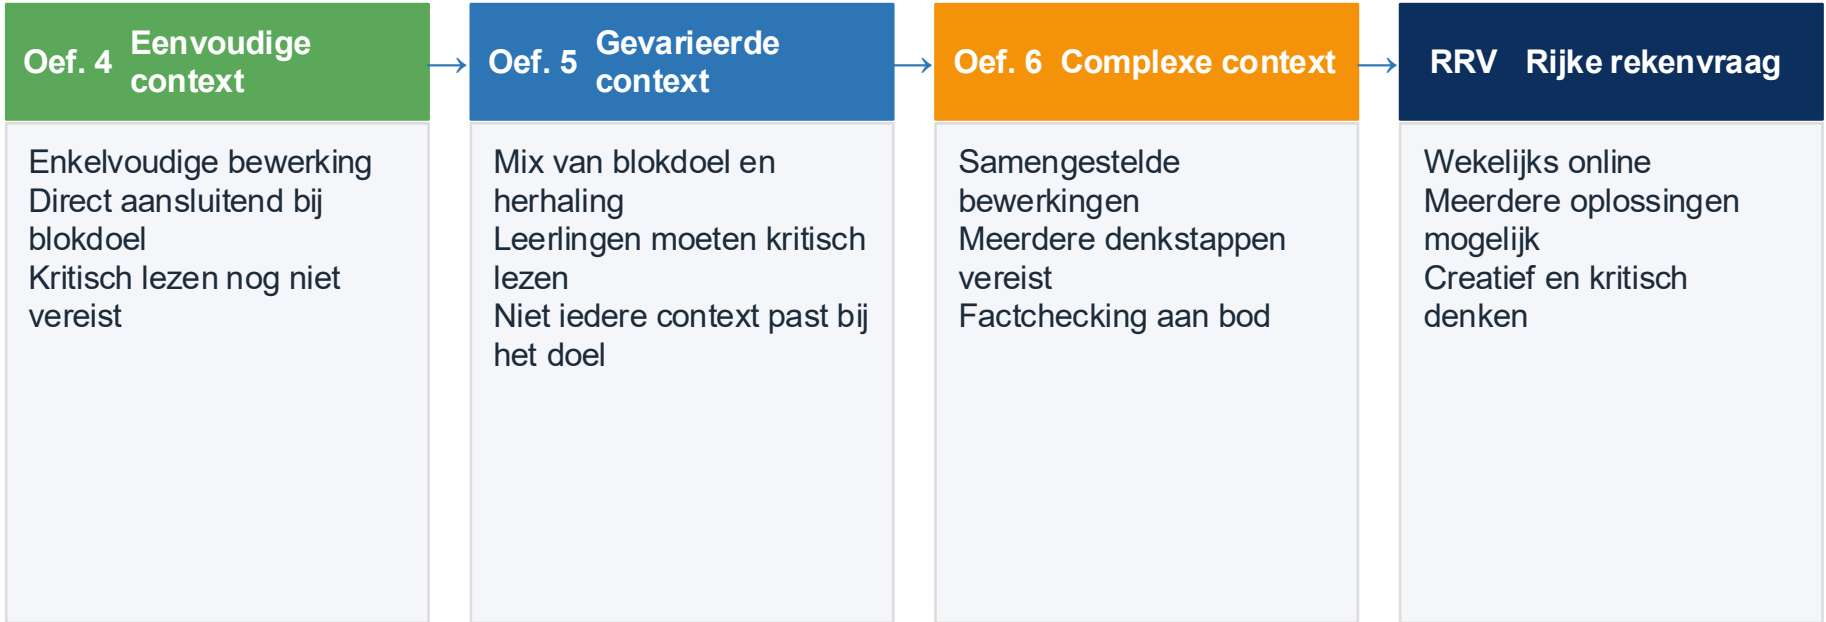 Oef. 4 Eenvoudige
context
→
Oef. 5 Gevarieerde
context
→
Oef. 6 Complexe context
→
RRV Rijke rekenvraag
Enkelvoudige bewerking
Direct aansluitend bij
blokdoel
Kritisch lezen nog niet
vereist
Mix van blokdoel en
herhaling
Leerlingen moeten kritisch
lezen
Niet iedere context past bij
het doel
Samengestelde
bewerkingen
Meerdere denkstappen
vereist
Factchecking aan bod
Wekelijks online
Meerdere oplossingen
mogelijk
Creatief en kritisch
denken